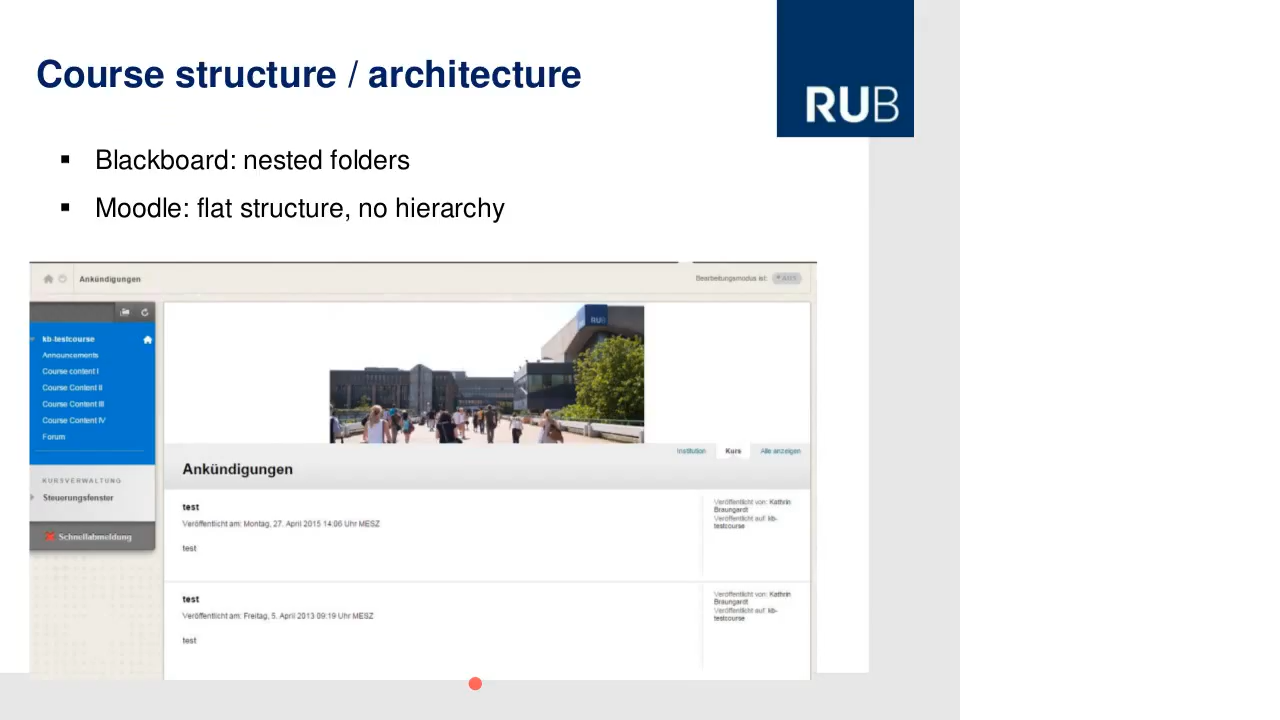 Course structure / architecture
RUB
Blackboard: nested folders
Moodle: flat structure, no hierarchy
Ankündigungen
Bearbeitungsmodus ist:
kb-testcourse
Announcements
Course content I
Course Content II
Course Content III
Course Content IV
Forum
KURSVERWALTUNG
Steuerungsfenster
Schnellabmeldung
RUB
Institution Kurs Alle anzeigen
Ankündigungen
test
Veröffentlicht am: Montag, 27. April 2015 14:06 Uhr MESZ
test
Veröffentlicht von: Kathrin
Braungardt
Veröffentlicht auf: kb-
testcourse
test
Veröffentlicht am: Freitag, 5. April 2013 09:19 Uhr MESZ
test
Veröffentlicht von: Kathrin
Braungardt
Veröffentlicht auf: kb-
testcourse